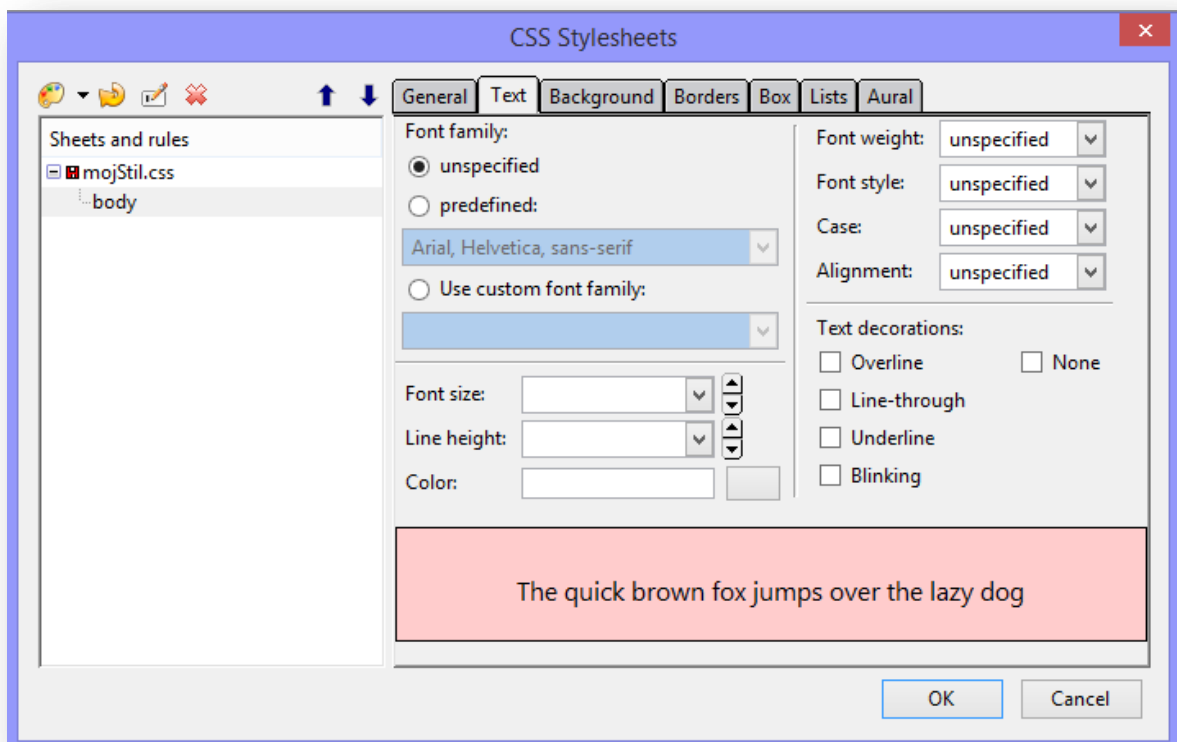 CSS Stylesheets
General Text Background Borders Box Lists Aural
Sheets and rules
mojStil.css
body
Font family:
unspecified
predefined:
Arial, Helvetica, sans-serif
Use custom font family:
Font size:
Line height:
Color:
Font weight: unspecified
Font style: unspecified
Case: unspecified
Alignment: unspecified
Text decorations:
Overline None
Line-through
Underline
Blinking
The quick brown fox jumps over the lazy dog
OK Cancel